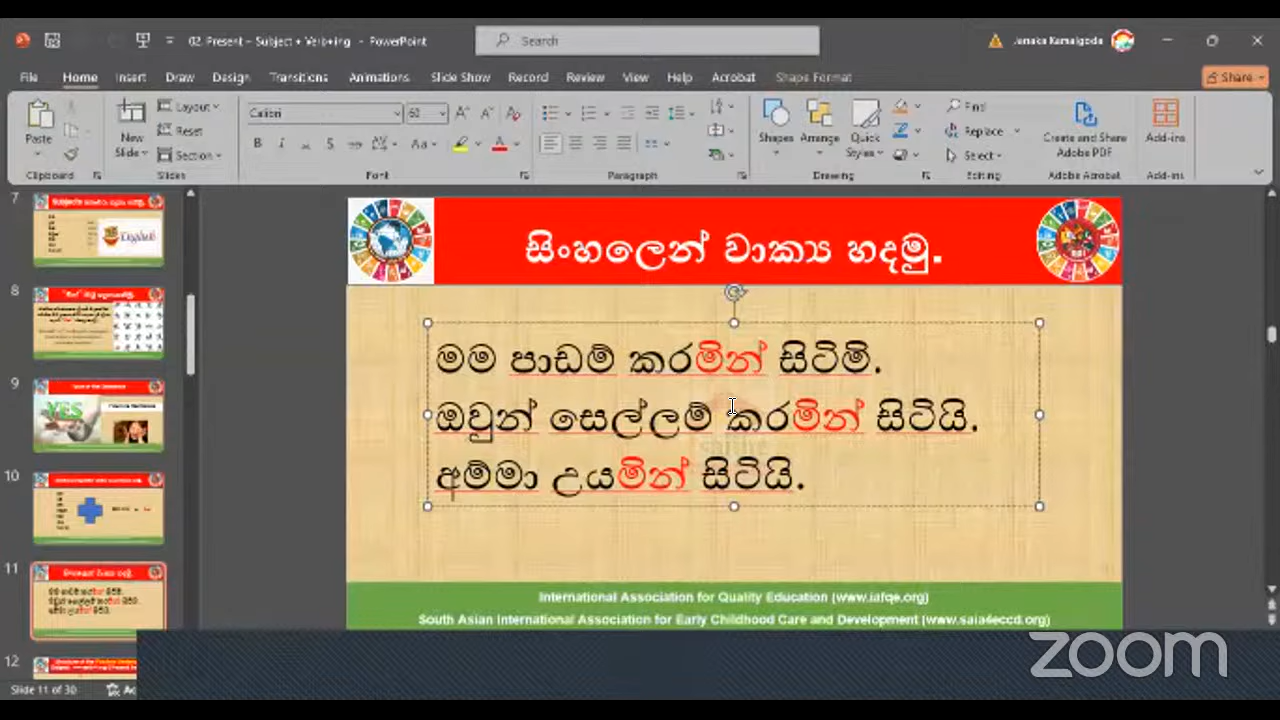 02. Present – Subject + Verb+ing - PowerPoint
Search
Janaka Kamalgoda
File Home Insert Draw Design Transitions Animations Slide Show Record Review View Help Acrobat Shape Format
Share
Paste
New Slide
Layout
Reset
Section
Calibri 60
Shapes Arrange Quick Styles
Find
Replace
Select
Create and Share Adobe PDF
Add-ins
Clipboard Slides Font Paragraph Drawing Editing Adobe Acrobat Add-ins
7
8
9
YES
10
11
12
සිංහලෙන් වාක්‍ය හදමු.
මම පාඩම් කරමින් සිටිමි.
ඔවුන් සෙල්ලම් කරමින් සිටියි.
අම්මා උයමින් සිටියි.
International Association for Quality Education (www.iafqe.org)
South Asian International Association for Early Childhood Care and Development (www.saia4eccd.org)
Slide 11 of 30
zoom